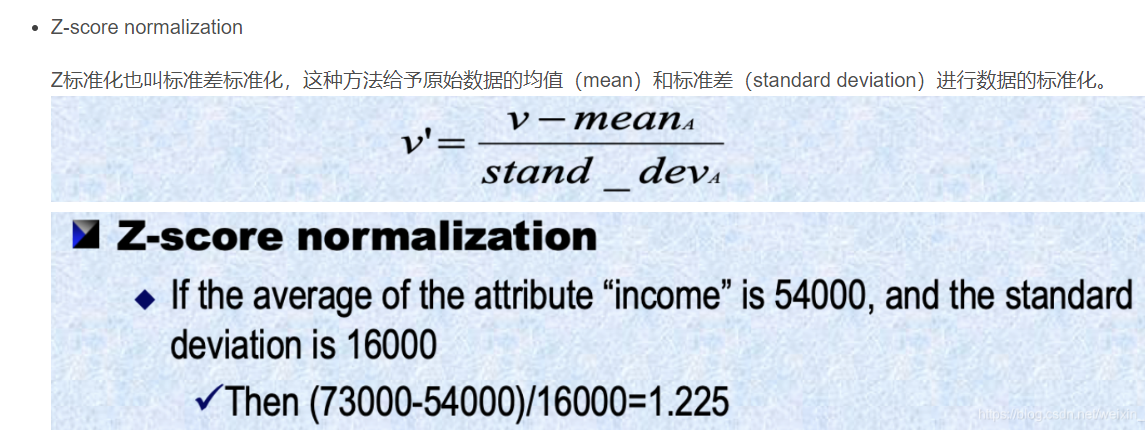 Z-score normalization
Z标准化也叫标准差标准化，这种方法给予原始数据的均值（mean）和标准差（standard deviation）进行数据的标准化。
v' = (v − mean_A) / (stand _ dev_A)
Z-score normalization
If the average of the attribute “income” is 54000, and the standard
deviation is 16000
✓Then (73000-54000)/16000=1.225